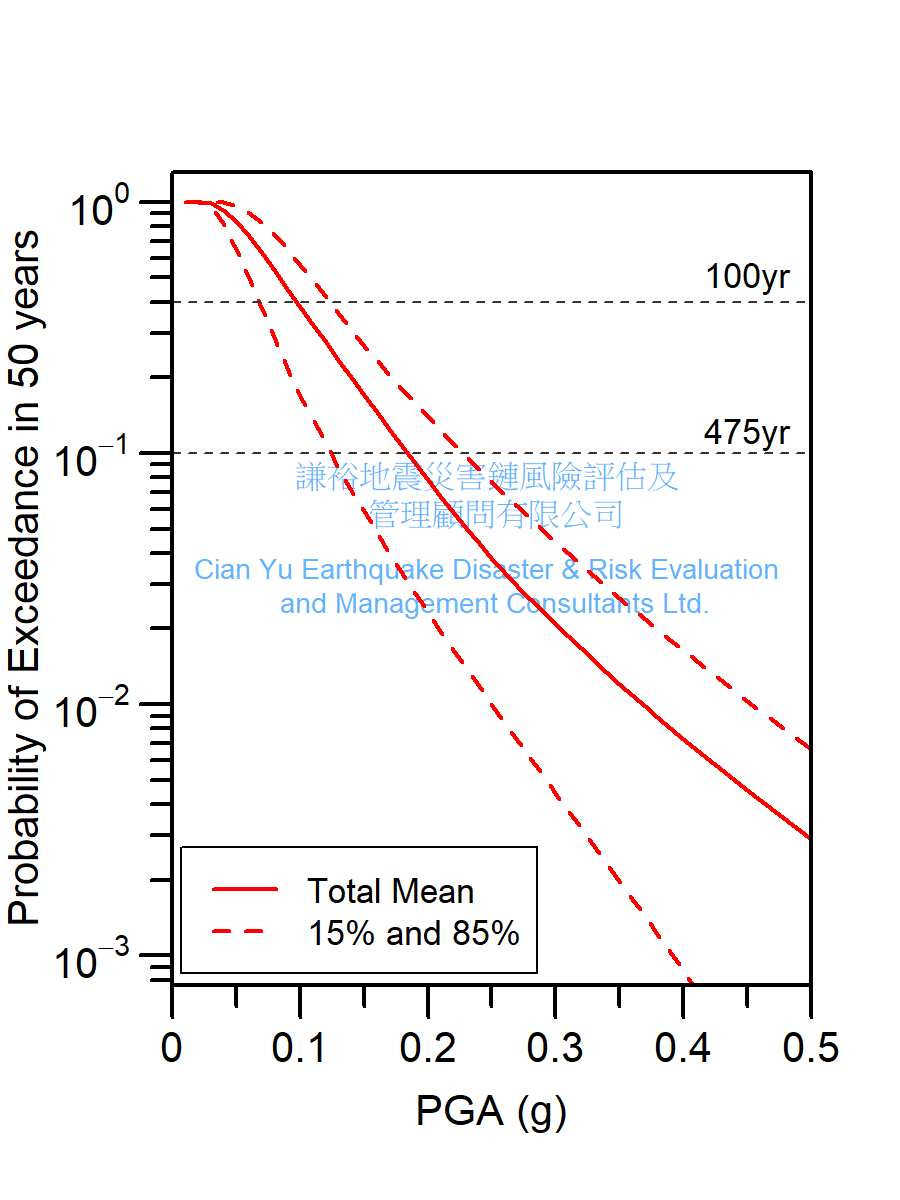 Probability of Exceedance in 50 years
10⁰
10⁻¹
10⁻²
10⁻³
100yr
475yr
謙裕地震災害鏈風險評估及
管理顧問有限公司
Cian Yu Earthquake Disaster & Risk Evaluation
and Management Consultants Ltd.
Total Mean
15% and 85%
0 0.1 0.2 0.3 0.4 0.5
PGA (g)